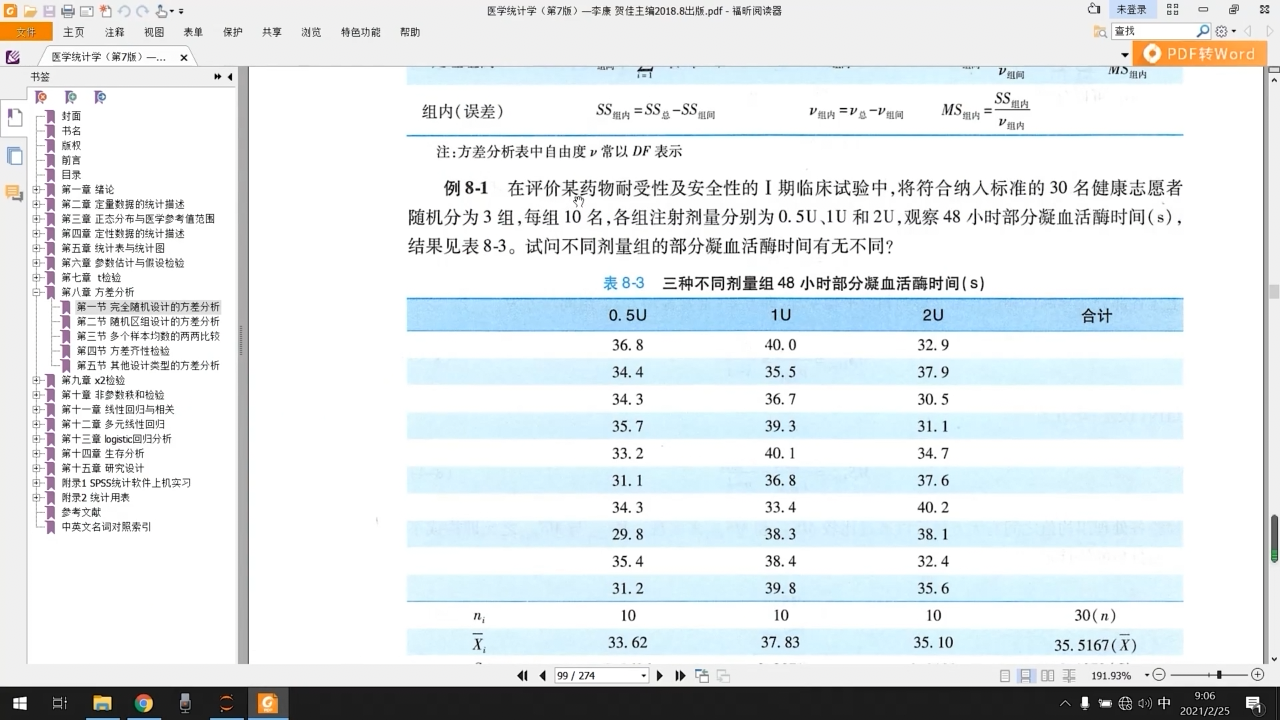 医学统计学（第7版）—李康 贺佳主编2018.8出版.pdf - 福昕阅读器
未登录
文件 主页 注释 视图 表单 保护 共享 浏览 特色功能 帮助
查找
医学统计学（第7版）—...
PDF转Word
书签
封面
书名
版权
前言
目录
第一章 绪论
第二章 定量数据的统计描述
第三章 正态分布与医学参考值范围
第四章 定性数据的统计描述
第五章 统计表与统计图
第六章 参数估计与假设检验
第七章 t检验
第八章 方差分析
第一节 完全随机设计的方差分析
第二节 随机区组设计的方差分析
第三节 多个样本均数的两两比较
第四节 方差齐性检验
第五节 其他设计类型的方差分析
第九章 x2检验
第十章 非参数秩和检验
第十一章 线性回归与相关
第十二章 多元线性回归
第十三章 logistic回归分析
第十四章 生存分析
第十五章 研究设计
附录1 SPSS统计软件上机实习
附录2 统计用表
参考文献
中英文名词对照索引
i=1 ν组间 MS组内
组内(误差) SS组内=SS总-SS组间 ν组内=ν总-ν组间 MS组内=SS组内/ν组内
注:方差分析表中自由度 ν 常以 DF 表示
例 8-1 在评价某药物耐受性及安全性的Ⅰ期临床试验中,将符合纳入标准的 30 名健康志愿者
随机分为 3 组,每组 10 名,各组注射剂量分别为 0.5U、1U 和 2U,观察 48 小时部分凝血活酶时间(s),
结果见表 8-3。试问不同剂量组的部分凝血活酶时间有无不同?
表 8-3 三种不同剂量组 48 小时部分凝血活酶时间(s)
0.5U 1U 2U 合计
36.8 40.0 32.9
34.4 35.5 37.9
34.3 36.7 30.5
35.7 39.3 31.1
33.2 40.1 34.7
31.1 36.8 37.6
34.3 33.4 40.2
29.8 38.3 38.1
35.4 38.4 32.4
31.2 39.8 35.6
ni 10 10 10 30(n)
X̄i 33.62 37.83 35.10 35.5167(X̄)
99 / 274
191.93%
中
9:06
2021/2/25